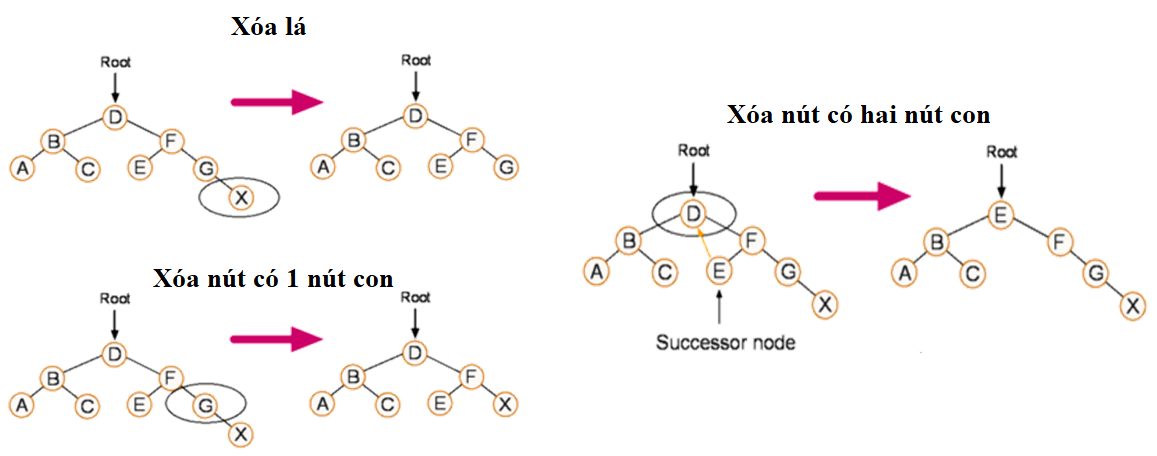 Xóa lá
Root
D
B F
A C E G
X
Root
D
B F
A C E G
Xóa nút có 1 nút con
Root
D
B F
A C E G
X
Root
D
B F
A C E X
Xóa nút có hai nút con
Root
D
B F
A C E G
X
Successor node
Root
E
B F
A C G
X